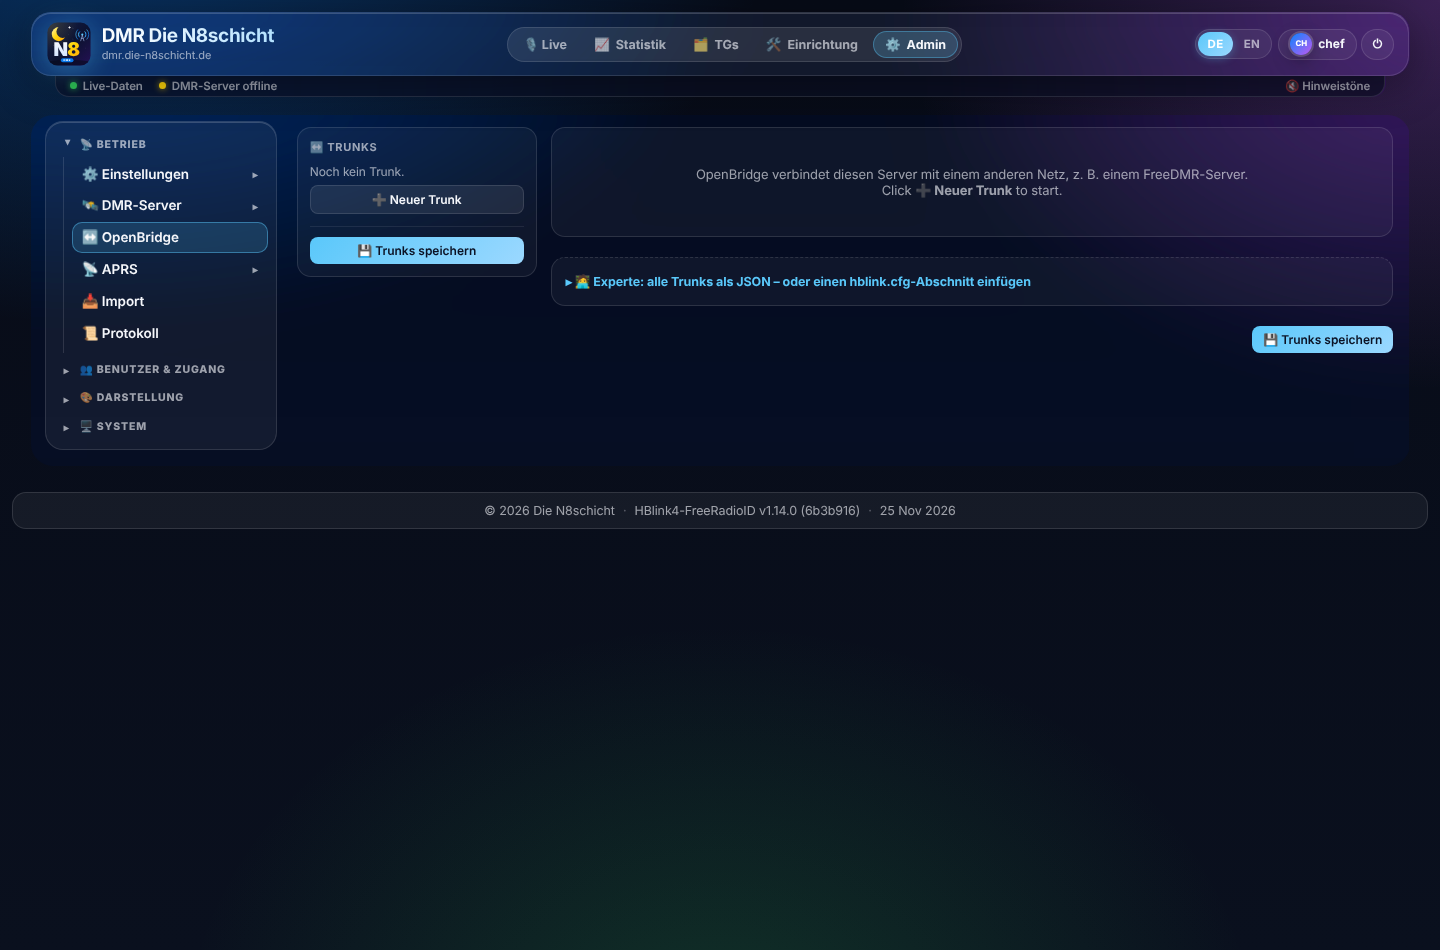 N8
DMR Die N8schicht
dmr.die-n8schicht.de
🎙️ Live
📈 Statistik
🗂️ TGs
🛠️ Einrichtung
⚙️ Admin
DE
EN
CH
chef
Live-Daten
DMR-Server offline
🔇 Hinweistöne
▾ 📡 BETRIEB
⚙️ Einstellungen ▸
🛰️ DMR-Server ▸
↔️ OpenBridge
📡 APRS ▸
📥 Import
📜 Protokoll
▸ 👥 BENUTZER & ZUGANG
▸ 🎨 DARSTELLUNG
▸ 🖥️ SYSTEM
↔️ TRUNKS
Noch kein Trunk.
➕ Neuer Trunk
💾 Trunks speichern
OpenBridge verbindet diesen Server mit einem anderen Netz, z. B. einem FreeDMR-Server.
Click ➕ Neuer Trunk to start.
▸ 🧑‍💻 Experte: alle Trunks als JSON – oder einen hblink.cfg-Abschnitt einfügen
💾 Trunks speichern
© 2026 Die N8schicht · HBlink4-FreeRadioID v1.14.0 (6b3b916) · 25 Nov 2026